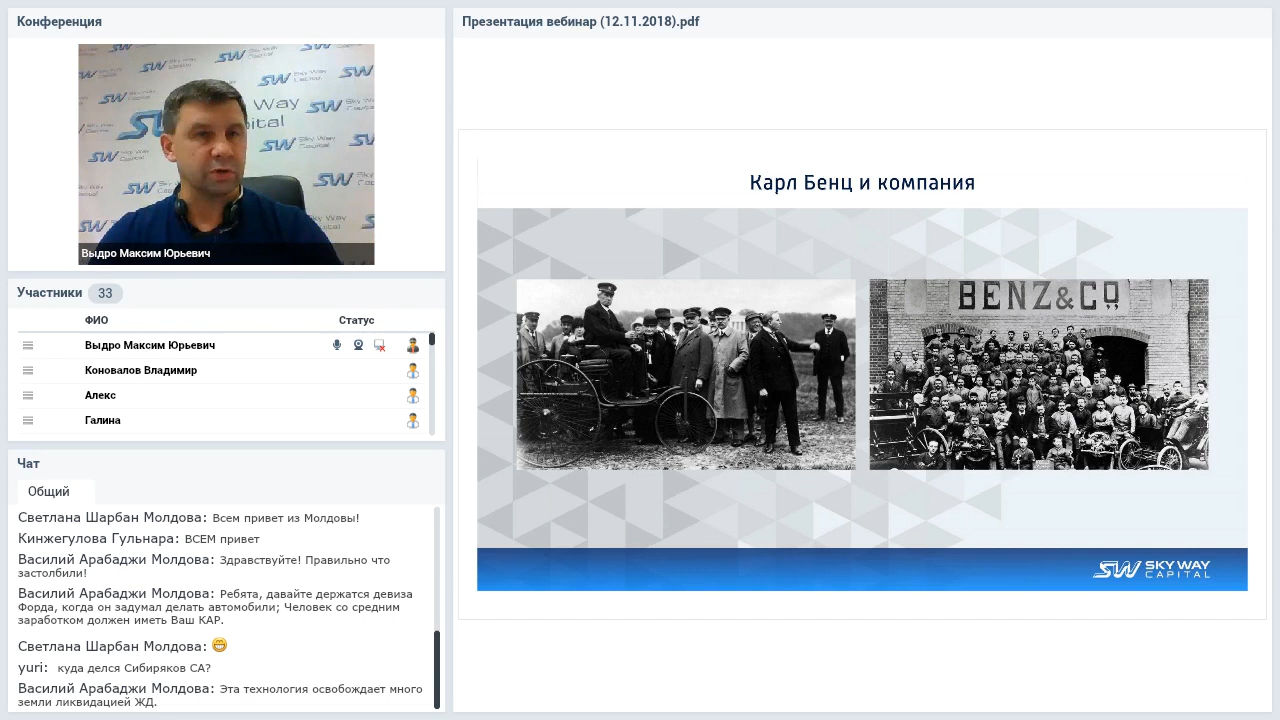 Конференция
Sky Way
Capital
SW
Выдро Максим Юрьевич
Участники 33
ФИО Статус
Выдро Максим Юрьевич
Коновалов Владимир
Алекс
Галина
Чат
Общий
Светлана Шарбан Молдова: Всем привет из Молдовы!
Кинжегулова Гульнара: ВСЕМ привет
Василий Арабаджи Молдова: Здравствуйте! Правильно что
застолбили!
Василий Арабаджи Молдова: Ребята, давайте держатся девиза
Форда, когда он задумал делать автомобили; Человек со средним
заработком должен иметь Ваш КАР.
Светлана Шарбан Молдова:
yuri: куда делся Сибиряков СА?
Василий Арабаджи Молдова: Эта технология освобождает много
земли ликвидацией ЖД.
Презентация вебинар (12.11.2018).pdf
Карл Бенц и компания
BENZ & CO
SW SKY WAY
CAPITAL